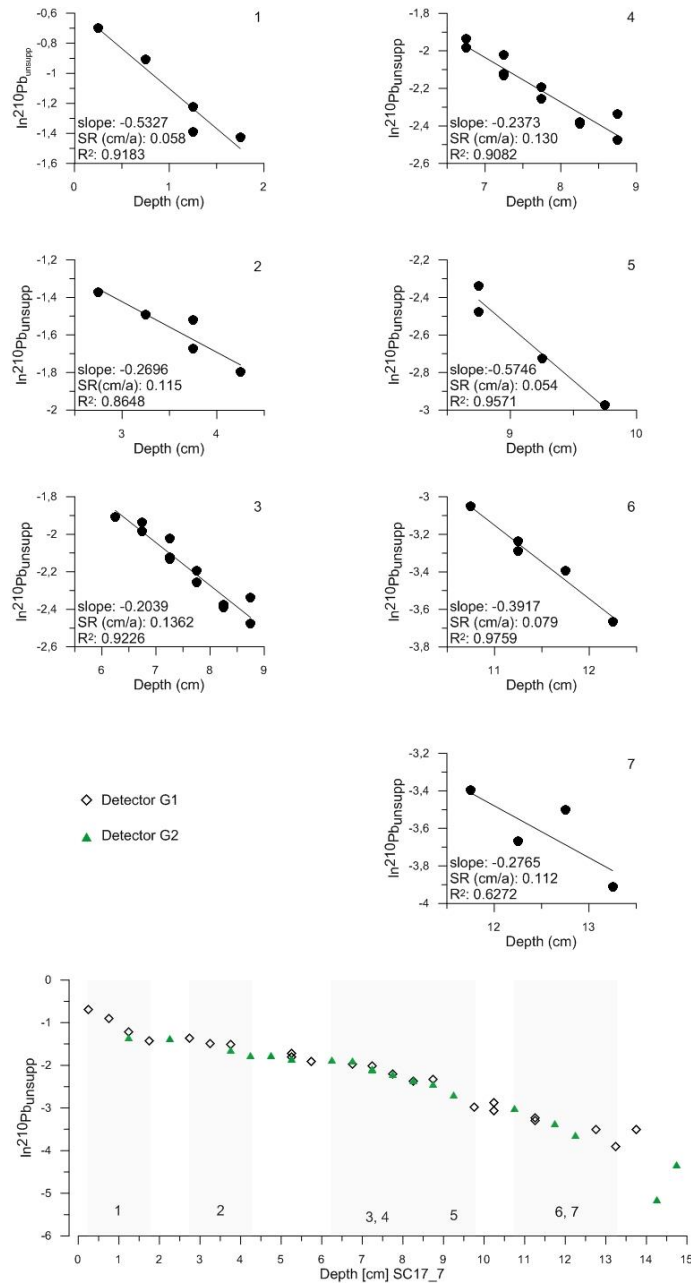 1
-0,6
-0,8
-1
-1,2
-1,4
-1,6
ln²¹⁰Pbunsupp
slope: -0.5327
SR (cm/a): 0.058
R²: 0.9183
0 1 2
Depth (cm)
4
-1,8
-2
-2,2
-2,4
-2,6
ln²¹⁰Pbunsupp
slope: -0.2373
SR (cm/a): 0.130
R²: 0.9082
7 8 9
Depth (cm)
2
-1,2
-1,4
-1.6
-1.8
-2
ln²¹⁰Pbunsupp
slope: -0.2696
SR(cm/a): 0.115
R²: 0.8648
3 4
Depth (cm)
5
-2,2
-2,4
-2.6
-2.8
-3
ln²¹⁰Pbunsupp
slope: -0.5746
SR (cm/a): 0.054
R²: 0.9571
9 10
Depth (cm)
3
-1,8
-2
-2.2
-2.4
-2,6
ln²¹⁰Pbunsupp
slope: -0.2039
SR (cm/a): 0.1362
R²: 0.9226
6 7 8 9
Depth (cm)
6
-3
-3,2
-3.4
-3,6
-3,8
ln²¹⁰Pbunsupp
slope: -0.3917
SR (cm/a): 0.079
R²: 0.9759
11 12
Depth (cm)
7
-3,2
-3,4
-3,6
-3,8
-4
ln²¹⁰Pbunsupp
slope: -0.2765
SR (cm/a): 0.112
R²: 0.6272
12 13
Depth (cm)
Detector G1
Detector G2
0
-1
-2
-3
-4
-5
-6
ln²¹⁰Pbunsupp
1 2 3, 4 5 6, 7
0 1 2 3 4 5 6 7 8 9 10 11 12 13 14 15
Depth [cm] SC17_7